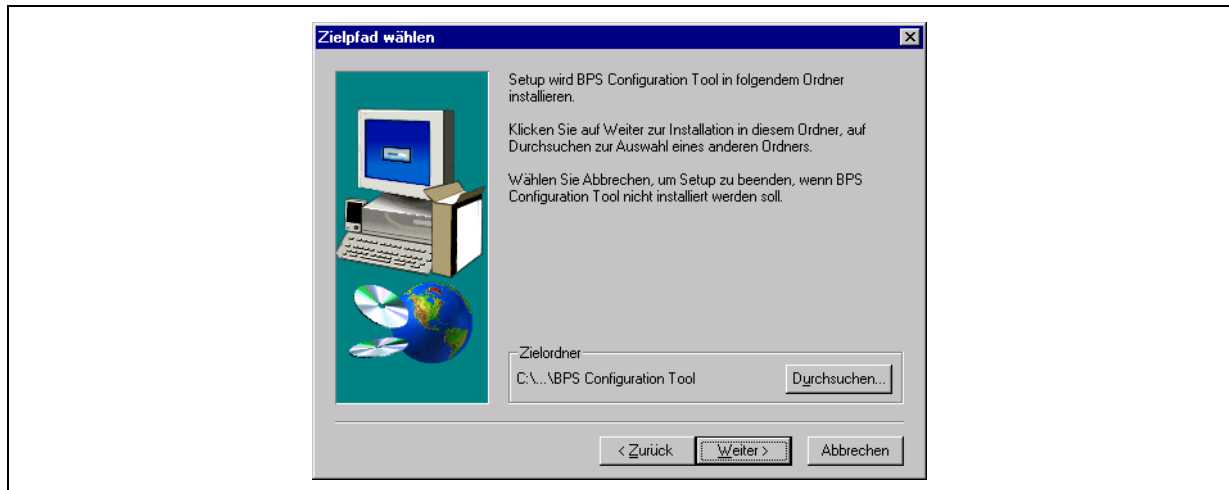 Zielpfad wählen
Setup wird BPS Configuration Tool in folgendem Ordner
installieren.
Klicken Sie auf Weiter zur Installation in diesem Ordner, auf
Durchsuchen zur Auswahl eines anderen Ordners.
Wählen Sie Abbrechen, um Setup zu beenden, wenn BPS
Configuration Tool nicht installiert werden soll.
Zielordner
C:\...\BPS Configuration Tool
Durchsuchen...
< Zurück
Weiter >
Abbrechen